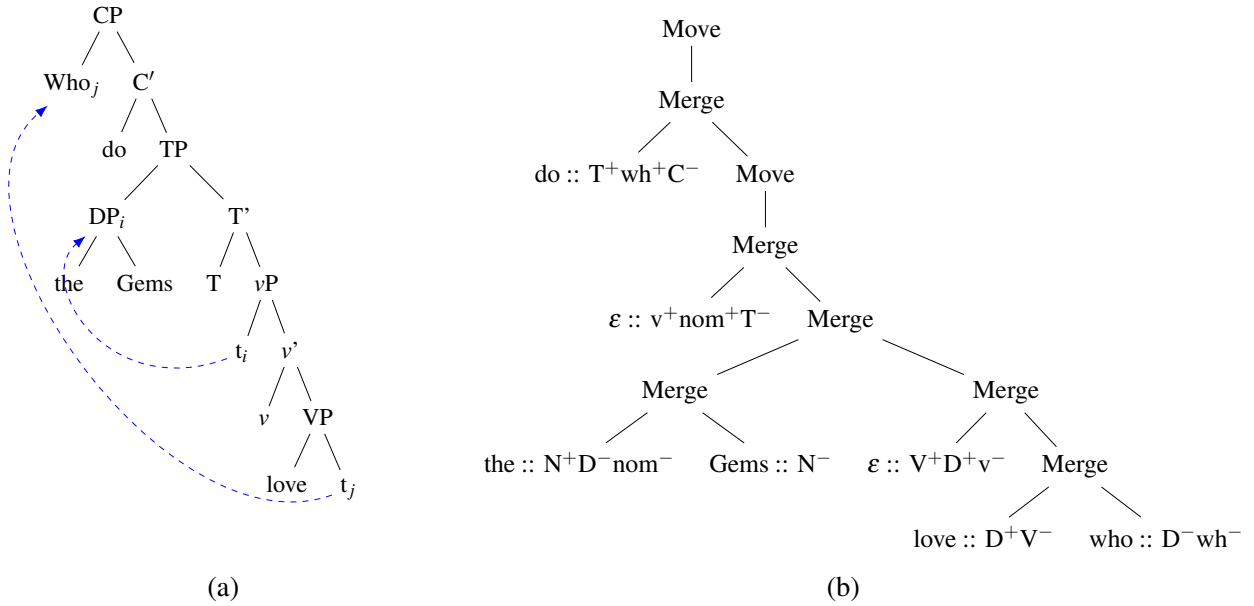 CP
Who_j C′
do TP
DP_i T’
the Gems T vP
t_i v’
v VP
love t_j
(a)
Move
Merge
do :: T⁺wh⁺C⁻ Move
Merge
ε :: v⁺nom⁺T⁻ Merge
Merge Merge
the :: N⁺D⁻nom⁻ Gems :: N⁻ ε :: V⁺D⁺v⁻ Merge
love :: D⁺V⁻ who :: D⁻wh⁻
(b)